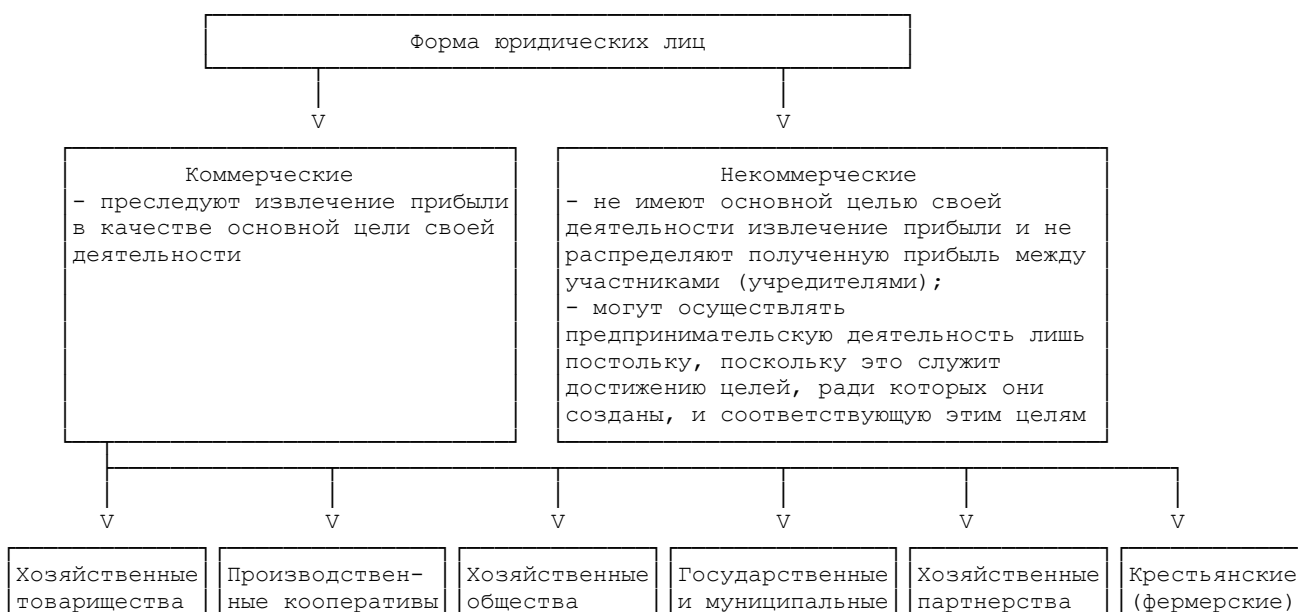 Форма юридических лиц
V
V
Коммерческие
- преследуют извлечение прибыли
в качестве основной цели своей
деятельности
Некоммерческие
- не имеют основной целью своей
деятельности извлечение прибыли и не
распределяют полученную прибыль между
участниками (учредителями);
- могут осуществлять
предпринимательскую деятельность лишь
постольку, поскольку это служит
достижению целей, ради которых они
созданы, и соответствующую этим целям
V
V
V
V
V
V
Хозяйственные
товарищества
Производствен-
ные кооперативы
Хозяйственные
общества
Государственные
и муниципальные
Хозяйственные
партнерства
Крестьянские
(фермерские)